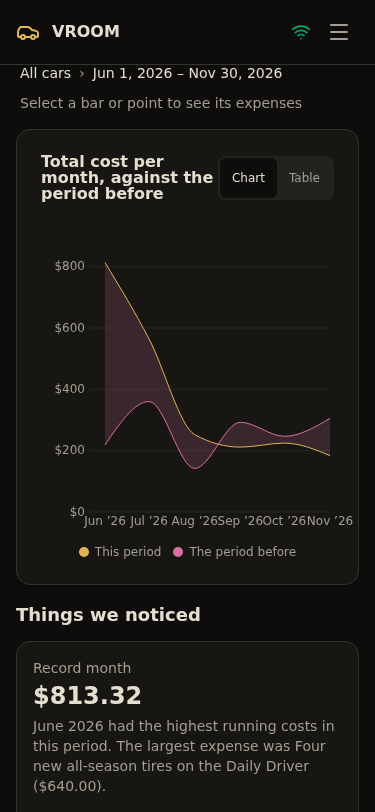 VROOM
All cars › Jun 1, 2026 – Nov 30, 2026
Select a bar or point to see its expenses
Total cost per
month, against the
period before
Chart
Table
$800
$600
$400
$200
$0
Jun ’26 Jul ’26 Aug ’26 Sep ’26 Oct ’26 Nov ’26
This period
The period before
Things we noticed
Record month
$813.32
June 2026 had the highest running costs in
this period. The largest expense was Four
new all-season tires on the Daily Driver
($640.00).